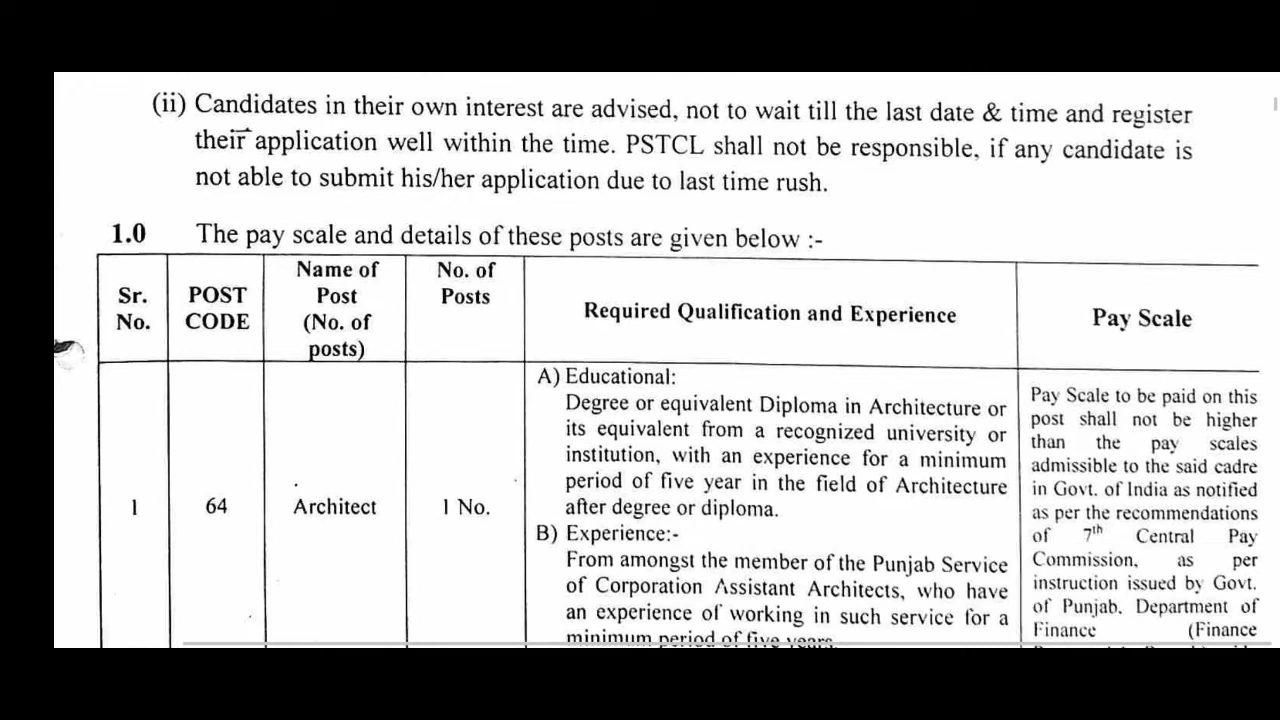 (ii) Candidates in their own interest are advised, not to wait till the last date & time and register
their application well within the time. PSTCL shall not be responsible, if any candidate is
not able to submit his/her application due to last time rush.
1.0 The pay scale and details of these posts are given below :-
Sr.
No.
POST
CODE
Name of
Post
(No. of
posts)
No. of
Posts
Required Qualification and Experience
Pay Scale
1
64
Architect
1 No.
A) Educational:
Degree or equivalent Diploma in Architecture or
its equivalent from a recognized university or
institution, with an experience for a minimum
period of five year in the field of Architecture
after degree or diploma.
B) Experience:-
From amongst the member of the Punjab Service
of Corporation Assistant Architects, who have
an experience of working in such service for a
minimum period of five years.
Pay Scale to be paid on this
post shall not be higher
than the pay scales
admissible to the said cadre
in Govt. of India as notified
as per the recommendations
of 7th Central Pay
Commission, as per
instruction issued by Govt.
of Punjab, Department of
Finance (Finance